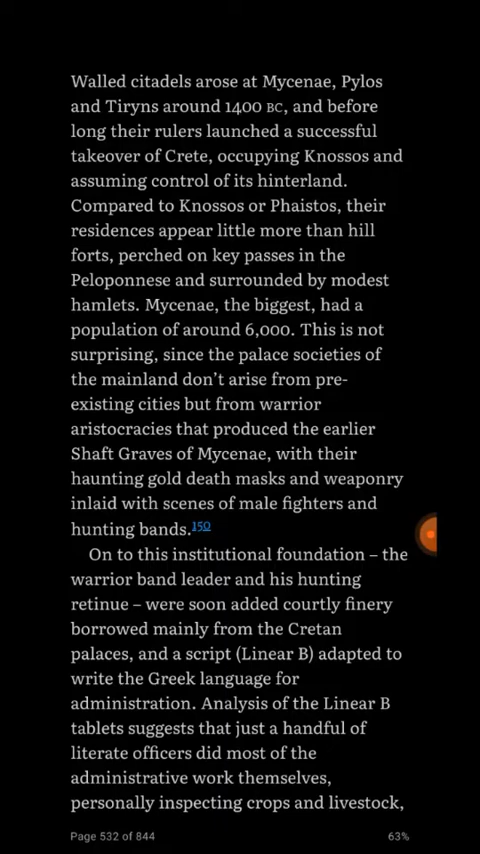 Walled citadels arose at Mycenae, Pylos
and Tiryns around 1400 BC, and before
long their rulers launched a successful
takeover of Crete, occupying Knossos and
assuming control of its hinterland.
Compared to Knossos or Phaistos, their
residences appear little more than hill
forts, perched on key passes in the
Peloponnese and surrounded by modest
hamlets. Mycenae, the biggest, had a
population of around 6,000. This is not
surprising, since the palace societies of
the mainland don’t arise from pre-
existing cities but from warrior
aristocracies that produced the earlier
Shaft Graves of Mycenae, with their
haunting gold death masks and weaponry
inlaid with scenes of male fighters and
hunting bands.150
On to this institutional foundation – the
warrior band leader and his hunting
retinue – were soon added courtly finery
borrowed mainly from the Cretan
palaces, and a script (Linear B) adapted to
write the Greek language for
administration. Analysis of the Linear B
tablets suggests that just a handful of
literate officers did most of the
administrative work themselves,
personally inspecting crops and livestock,
Page 532 of 844 63%